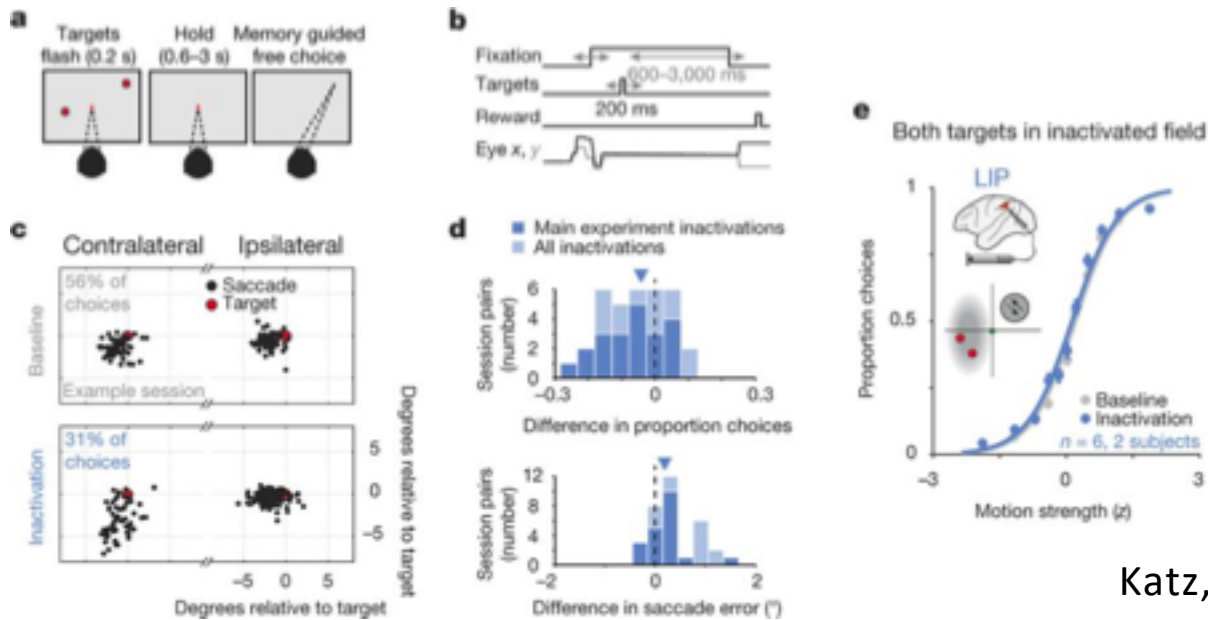 a
Targets
flash (0.2 s)
Hold
(0.6–3 s)
Memory guided
free choice
b
Fixation
600–3,000 ms
Targets
200 ms
Reward
Eye x, y
c
Contralateral
Ipsilateral
56% of
choices
Saccade
Target
Baseline
Example session
31% of
choices
Inactivation
5
0
−5
Degrees relative to target
−5
0
5
Degrees relative to target
d
Main experiment inactivations
All inactivations
6
4
2
0
Session pairs
(number)
−0.3
0
0.3
Difference in proportion choices
12
8
4
0
Session pairs
(number)
−2
0
2
Difference in saccade error (°)
e
Both targets in inactivated field
LIP
1
0.5
0
Proportion choices
Baseline
Inactivation
n = 6, 2 subjects
−3
0
3
Motion strength (z)
Katz,